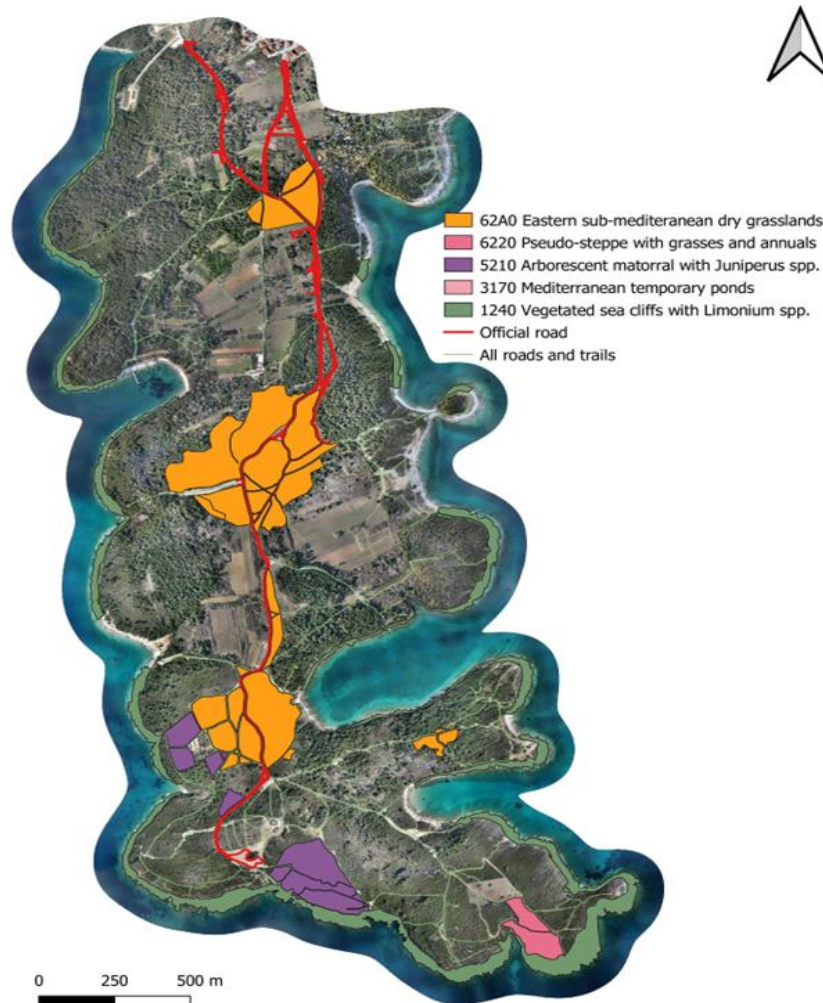 62A0 Eastern sub-mediteranean dry grasslands
6220 Pseudo-steppe with grasses and annuals
5210 Arborescent matorral with Juniperus spp.
3170 Mediterranean temporary ponds
1240 Vegetated sea cliffs with Limonium spp.
Official road
All roads and trails
0 250 500 m